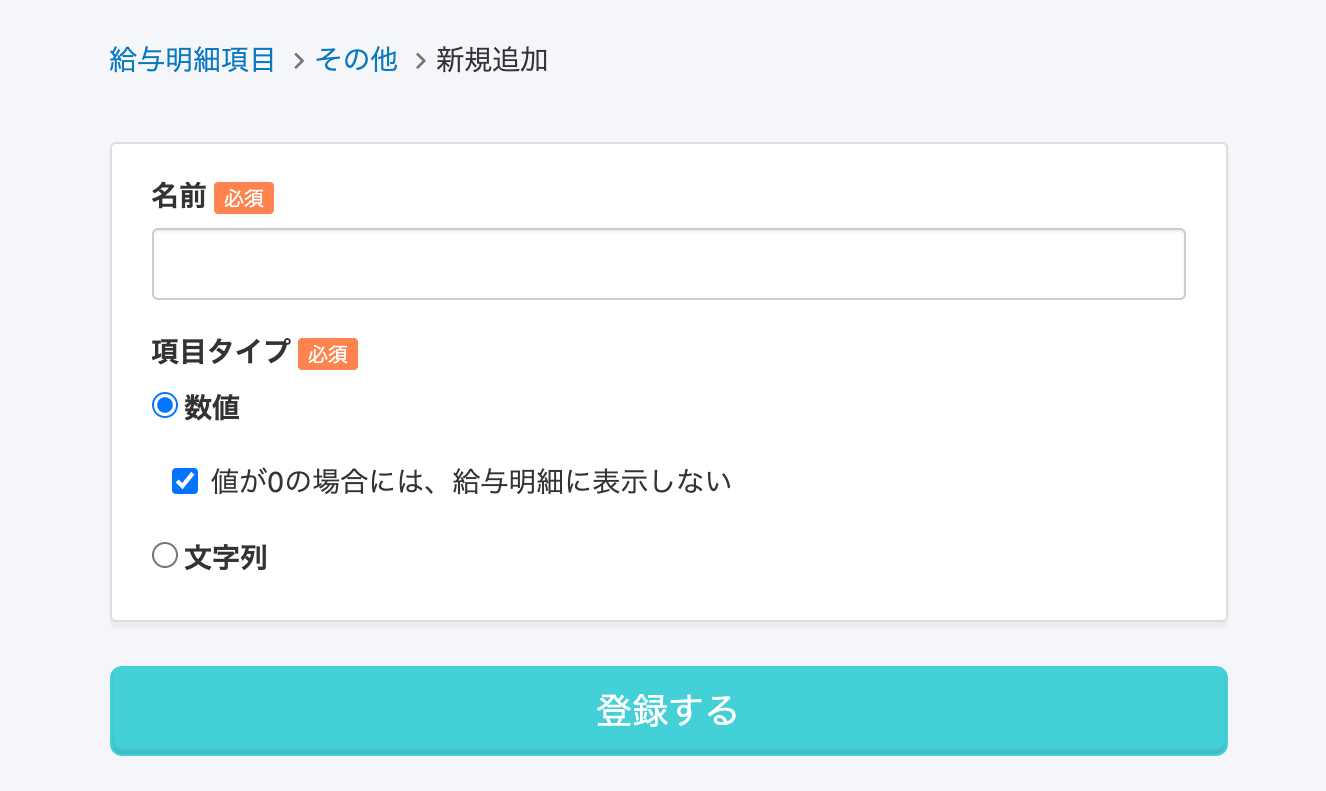 給与明細項目 > その他 > 新規追加
名前 必須
項目タイプ 必須
数値
値が0の場合には、給与明細に表示しない
文字列
登録する